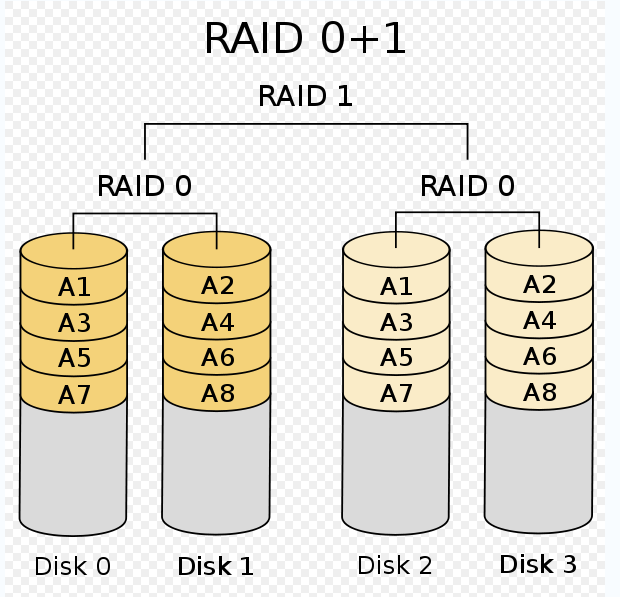 RAID 0+1
RAID 1
RAID 0 RAID 0
A1 A2 A1 A2
A3 A4 A3 A4
A5 A6 A5 A6
A7 A8 A7 A8
Disk 0 Disk 1 Disk 2 Disk 3